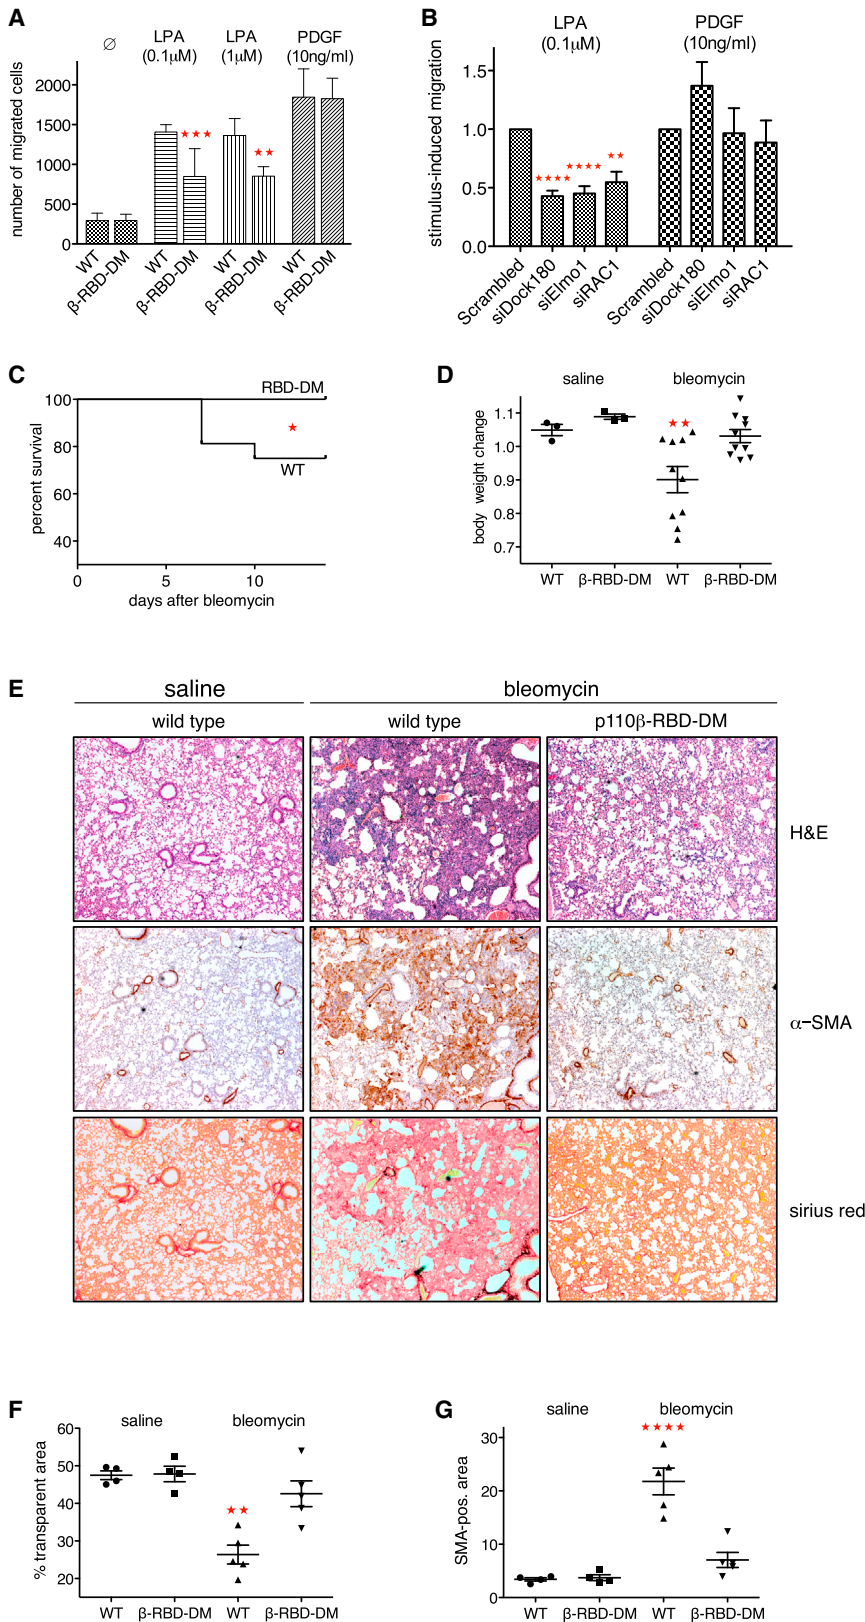 A
∅
LPA
(0.1μM)
LPA
(1μM)
PDGF
(10ng/ml)
number of migrated cells
2000
1500
1000
500
0
★★★
★★
WT
β-RBD-DM
WT
β-RBD-DM
WT
β-RBD-DM
WT
β-RBD-DM
B
LPA
(0.1μM)
PDGF
(10ng/ml)
stimulus-induced migration
1.5
1.0
0.5
0.0
★★★★
★★★★
★★
Scrambled
siDock180
siElmo1
siRAC1
Scrambled
siDock180
siElmo1
siRAC1
C
percent survival
100
80
60
40
RBD-DM
★
WT
0
5
10
days after bleomycin
D
saline
bleomycin
body weight change
1.1
1.0
0.9
0.8
0.7
★★
WT
β-RBD-DM
WT
β-RBD-DM
E
saline
bleomycin
wild type
wild type
p110β-RBD-DM
H&E
α-SMA
sirius red
F
saline
bleomycin
% transparent area
60
50
40
30
20
★★
WT
β-RBD-DM
WT
β-RBD-DM
G
saline
bleomycin
★★★★
SMA-pos. area
30
20
10
0
WT
β-RBD-DM
WT
β-RBD-DM